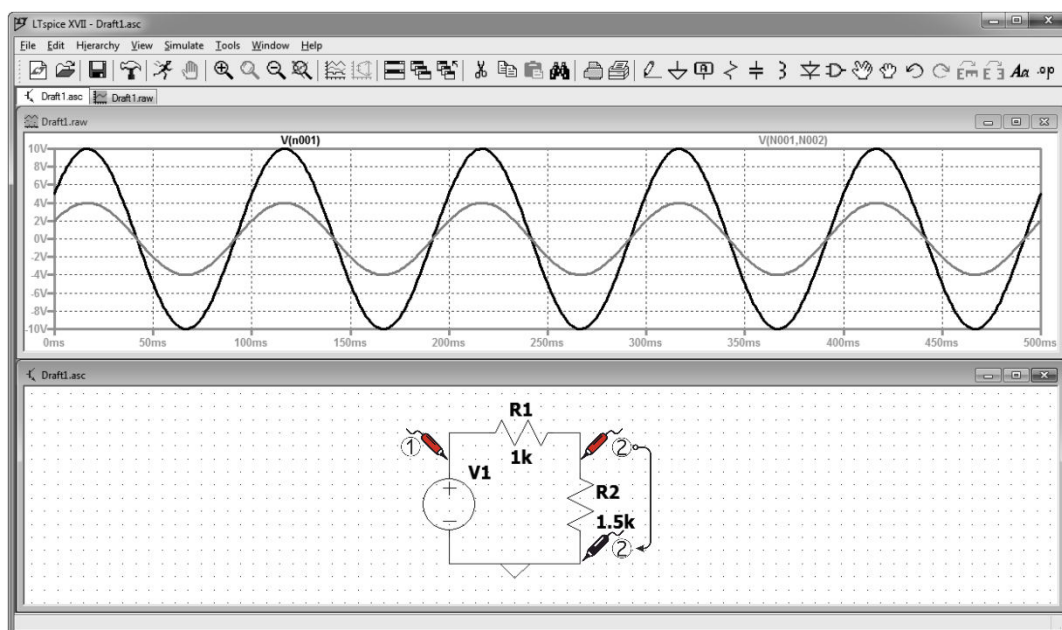 LTspice XVII - Draft1.asc
File Edit Hierarchy View Simulate Tools Window Help
Aa .op
Draft1.asc Draft1.raw
Draft1.raw
V(n001) V(N001,N002)
10V
8V
6V
4V
2V
0V
-2V
-4V
-6V
-8V
-10V
0ms 50ms 100ms 150ms 200ms 250ms 300ms 350ms 400ms 450ms 500ms
Draft1.asc
R1
1 2
1k
V1
R2
1.5k
2